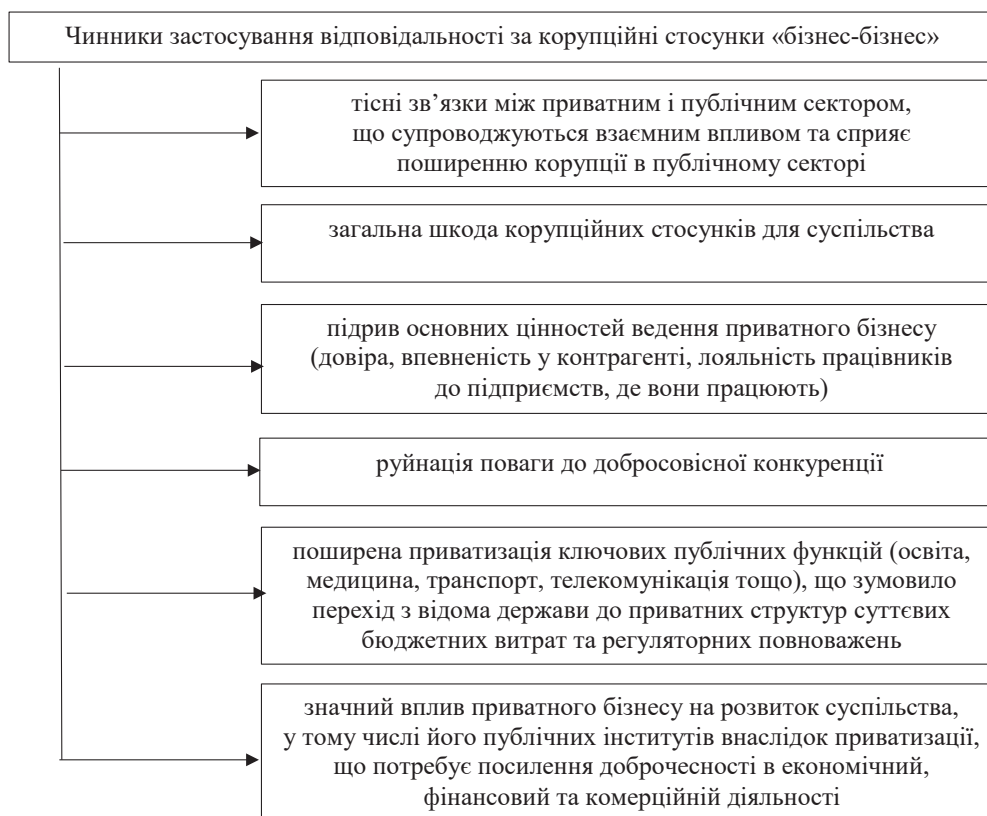 Чинники застосування відповідальності за корупційні стосунки «бізнес-бізнес»
тісні зв’язки між приватним і публічним сектором,
що супроводжуються взаємним впливом та сприяє
поширенню корупції в публічному секторі
загальна шкода корупційних стосунків для суспільства
підрив основних цінностей ведення приватного бізнесу
(довіра, впевненість у контрагенті, лояльність працівників
до підприємств, де вони працюють)
руйнація поваги до добросовісної конкуренції
поширена приватизація ключових публічних функцій (освіта,
медицина, транспорт, телекомунікація тощо), що зумовило
перехід з відома держави до приватних структур суттєвих
бюджетних витрат та регуляторних повноважень
значний вплив приватного бізнесу на розвиток суспільства,
у тому числі його публічних інститутів внаслідок приватизації,
що потребує посилення доброчесності в економічний,
фінансовий та комерційній діяльності